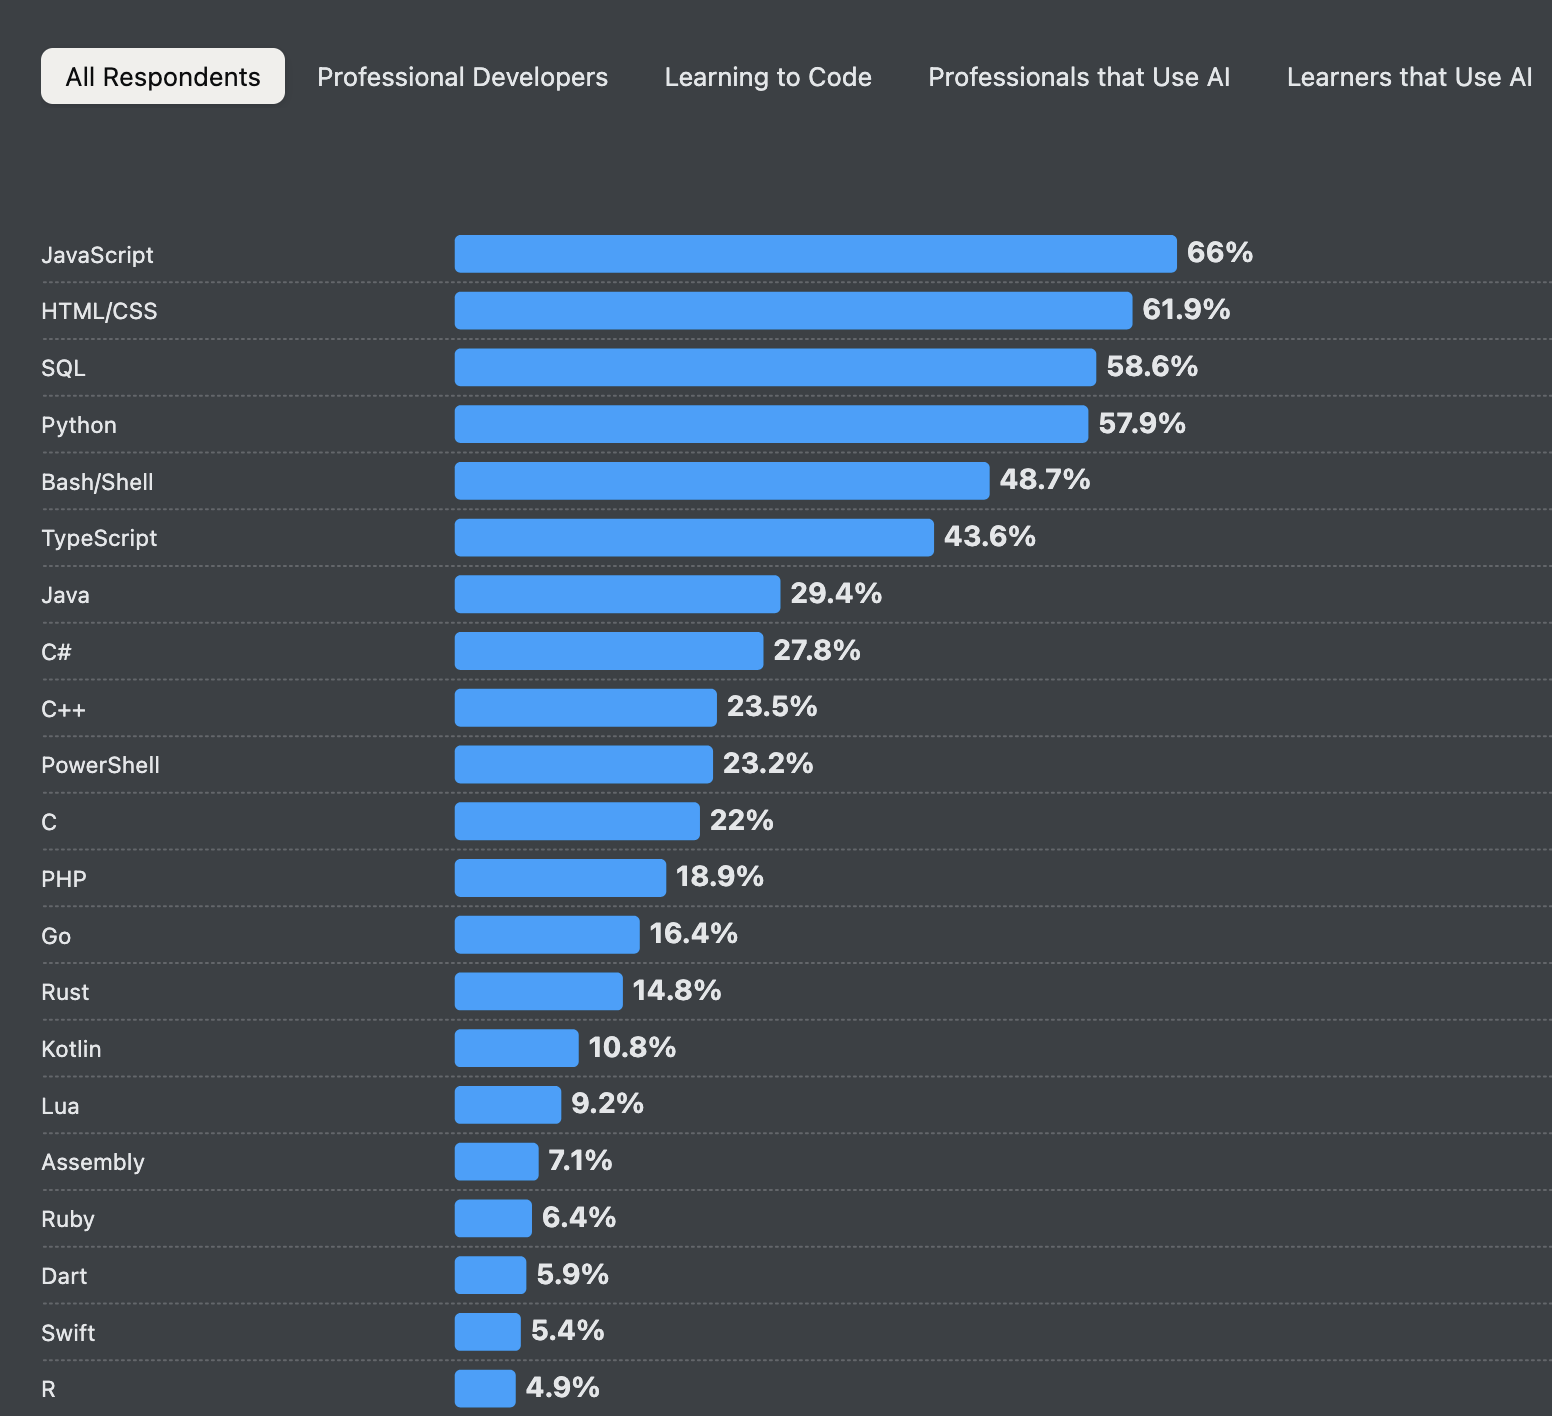 All Respondents Professional Developers Learning to Code Professionals that Use AI Learners that Use AI
JavaScript 66%
HTML/CSS 61.9%
SQL 58.6%
Python 57.9%
Bash/Shell 48.7%
TypeScript 43.6%
Java 29.4%
C# 27.8%
C++ 23.5%
PowerShell 23.2%
C 22%
PHP 18.9%
Go 16.4%
Rust 14.8%
Kotlin 10.8%
Lua 9.2%
Assembly 7.1%
Ruby 6.4%
Dart 5.9%
Swift 5.4%
R 4.9%